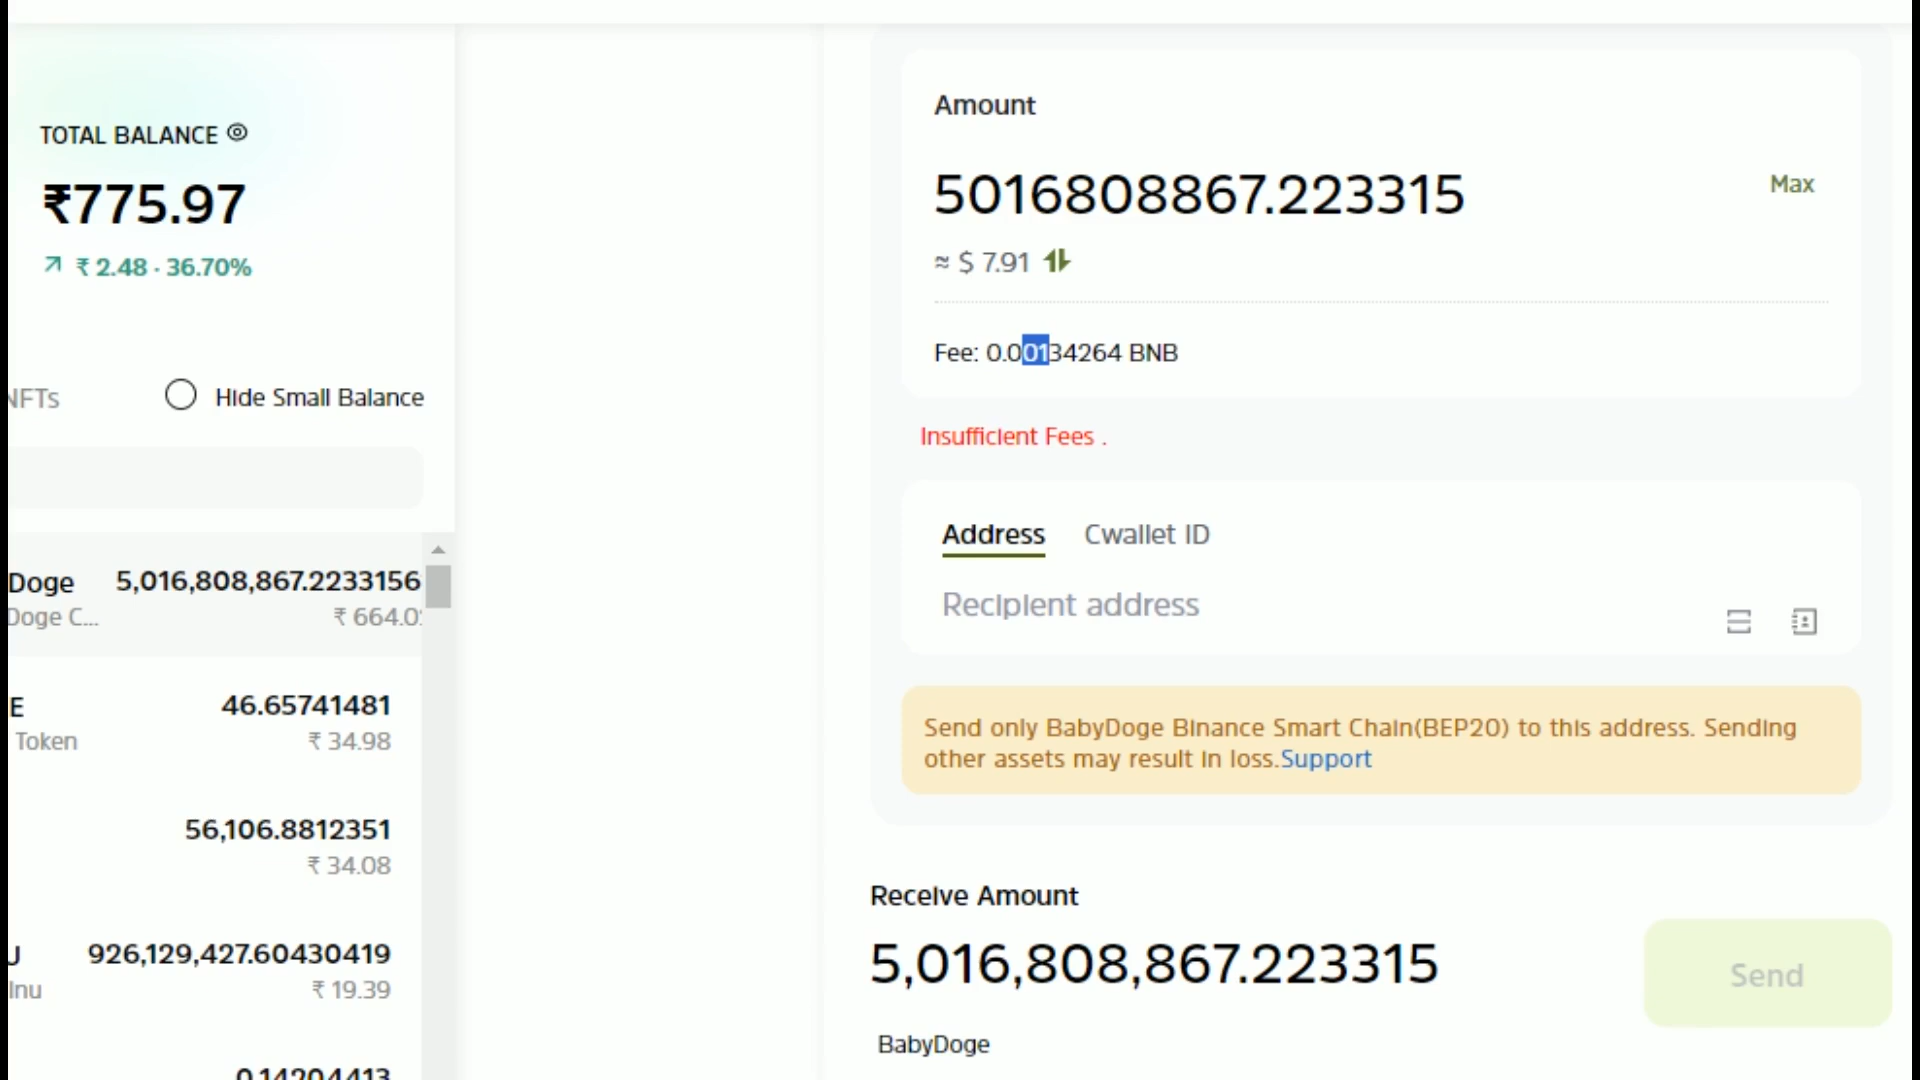 TOTAL BALANCE
₹775.97
₹ 2.48 · 36.70%
NFTs
Hide Small Balance
Doge 5,016,808,867.2233156
Doge C... ₹ 664.0
E 46.65741481
Token ₹ 34.98
56,106.8812351
₹ 34.08
J 926,129,427.60430419
Inu ₹ 19.39
0.14204413
Amount
5016808867.223315
Max
≈ $ 7.91
Fee: 0.00134264 BNB
Insufficient Fees .
Address Cwallet ID
Recipient address
Send only BabyDoge Binance Smart Chain(BEP20) to this address. Sending
other assets may result in loss.Support
Receive Amount
5,016,808,867.223315
Send
BabyDoge